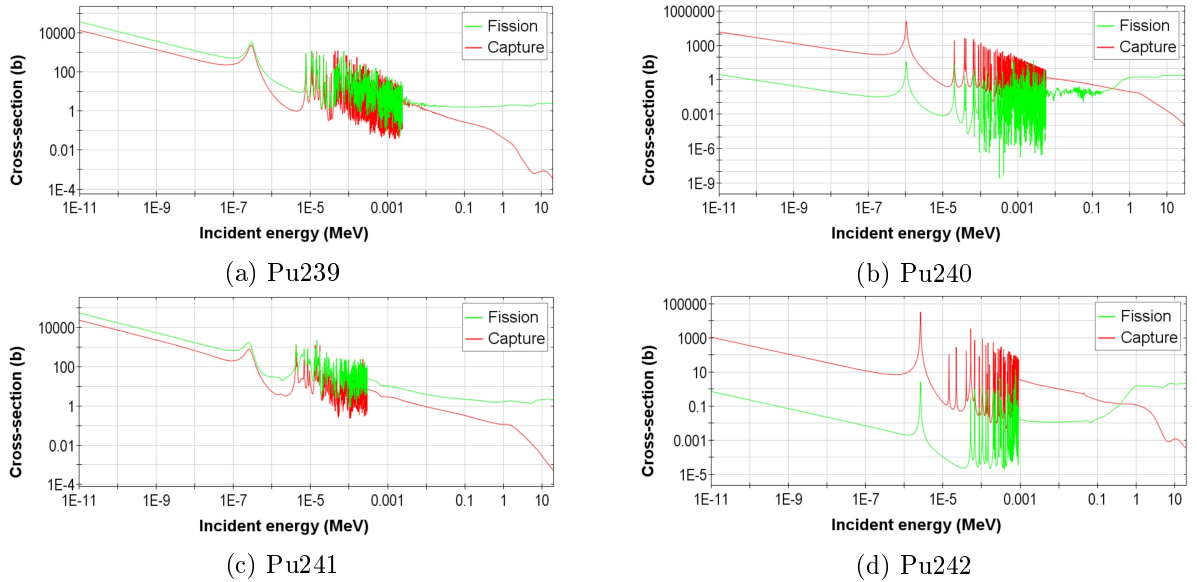 Cross-section (b)
10000
100
1
0.01
1E-4
Fission
Capture
1E-11
1E-9
1E-7
1E-5
0.001
0.1
1
10
Incident energy (MeV)
(a) Pu239
Cross-section (b)
1000000
1000
1
0.001
1E-6
1E-9
Fission
Capture
1E-11
1E-9
1E-7
1E-5
0.001
0.1
1
10
Incident energy (MeV)
(b) Pu240
Cross-section (b)
10000
100
1
0.01
1E-4
Fission
Capture
1E-11
1E-9
1E-7
1E-5
0.001
0.1
1
10
Incident energy (MeV)
(c) Pu241
Cross-section (b)
100000
1000
10
0.1
0.001
1E-5
Fission
Capture
1E-11
1E-9
1E-7
1E-5
0.001
0.1
1
10
Incident energy (MeV)
(d) Pu242